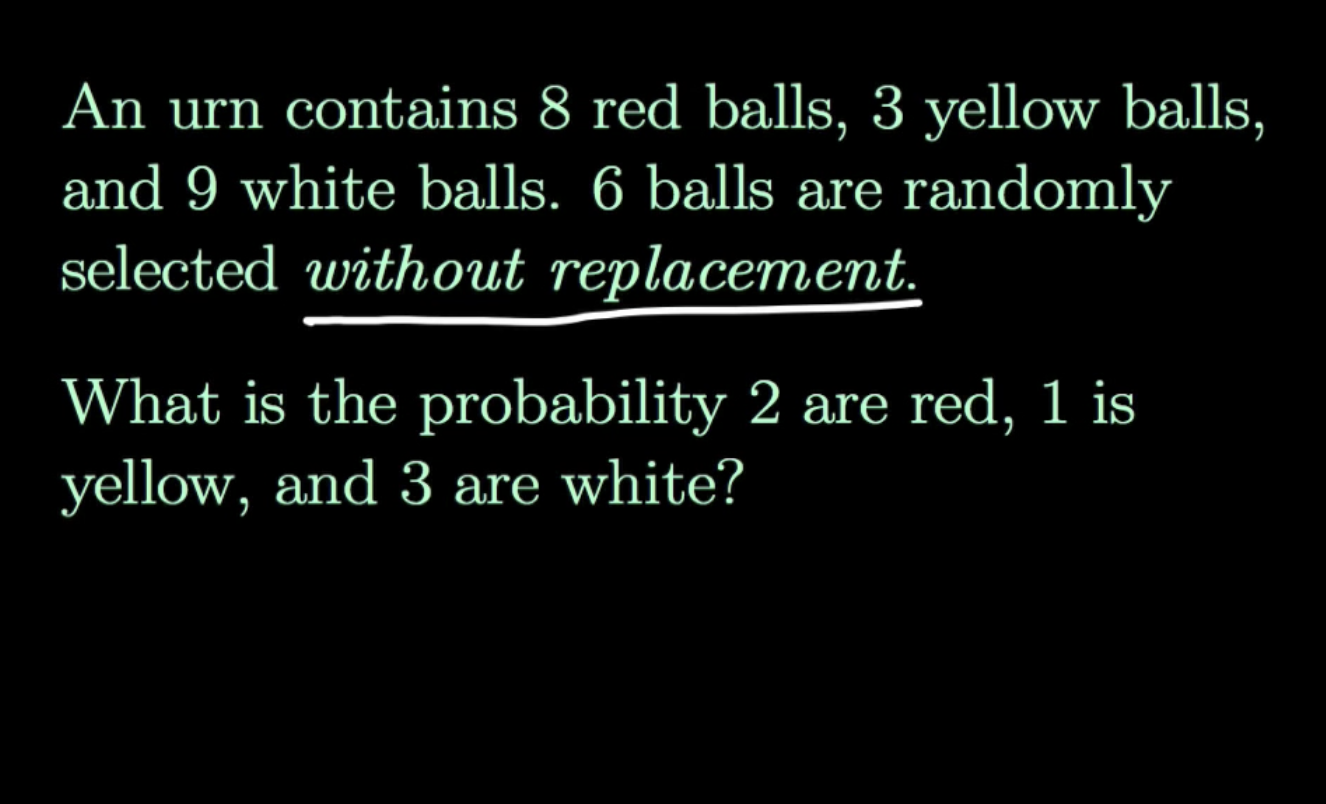 An urn contains 8 red balls, 3 yellow balls,
and 9 white balls. 6 balls are randomly
selected without replacement.
What is the probability 2 are red, 1 is
yellow, and 3 are white?